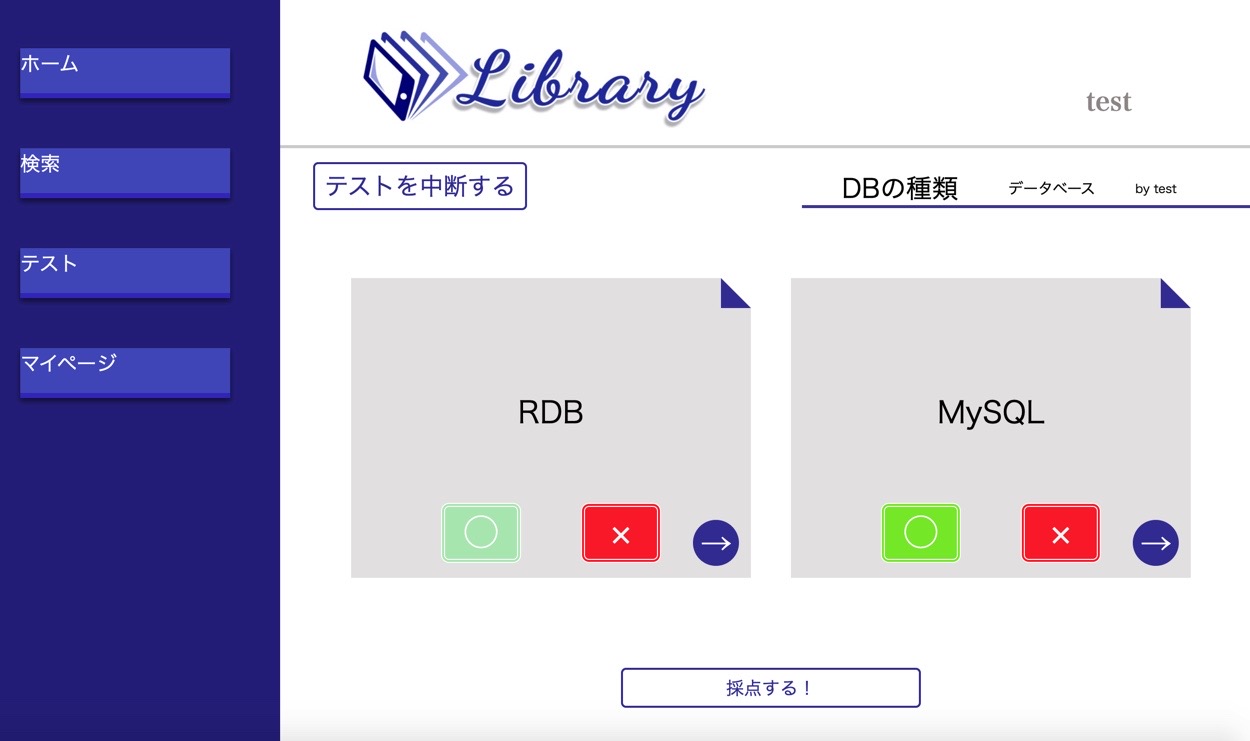 ホーム
検索
テスト
マイページ
Library
test
テストを中断する
DBの種類 データベース by test
RDB
◯ ×
→
MySQL
◯ ×
→
採点する！